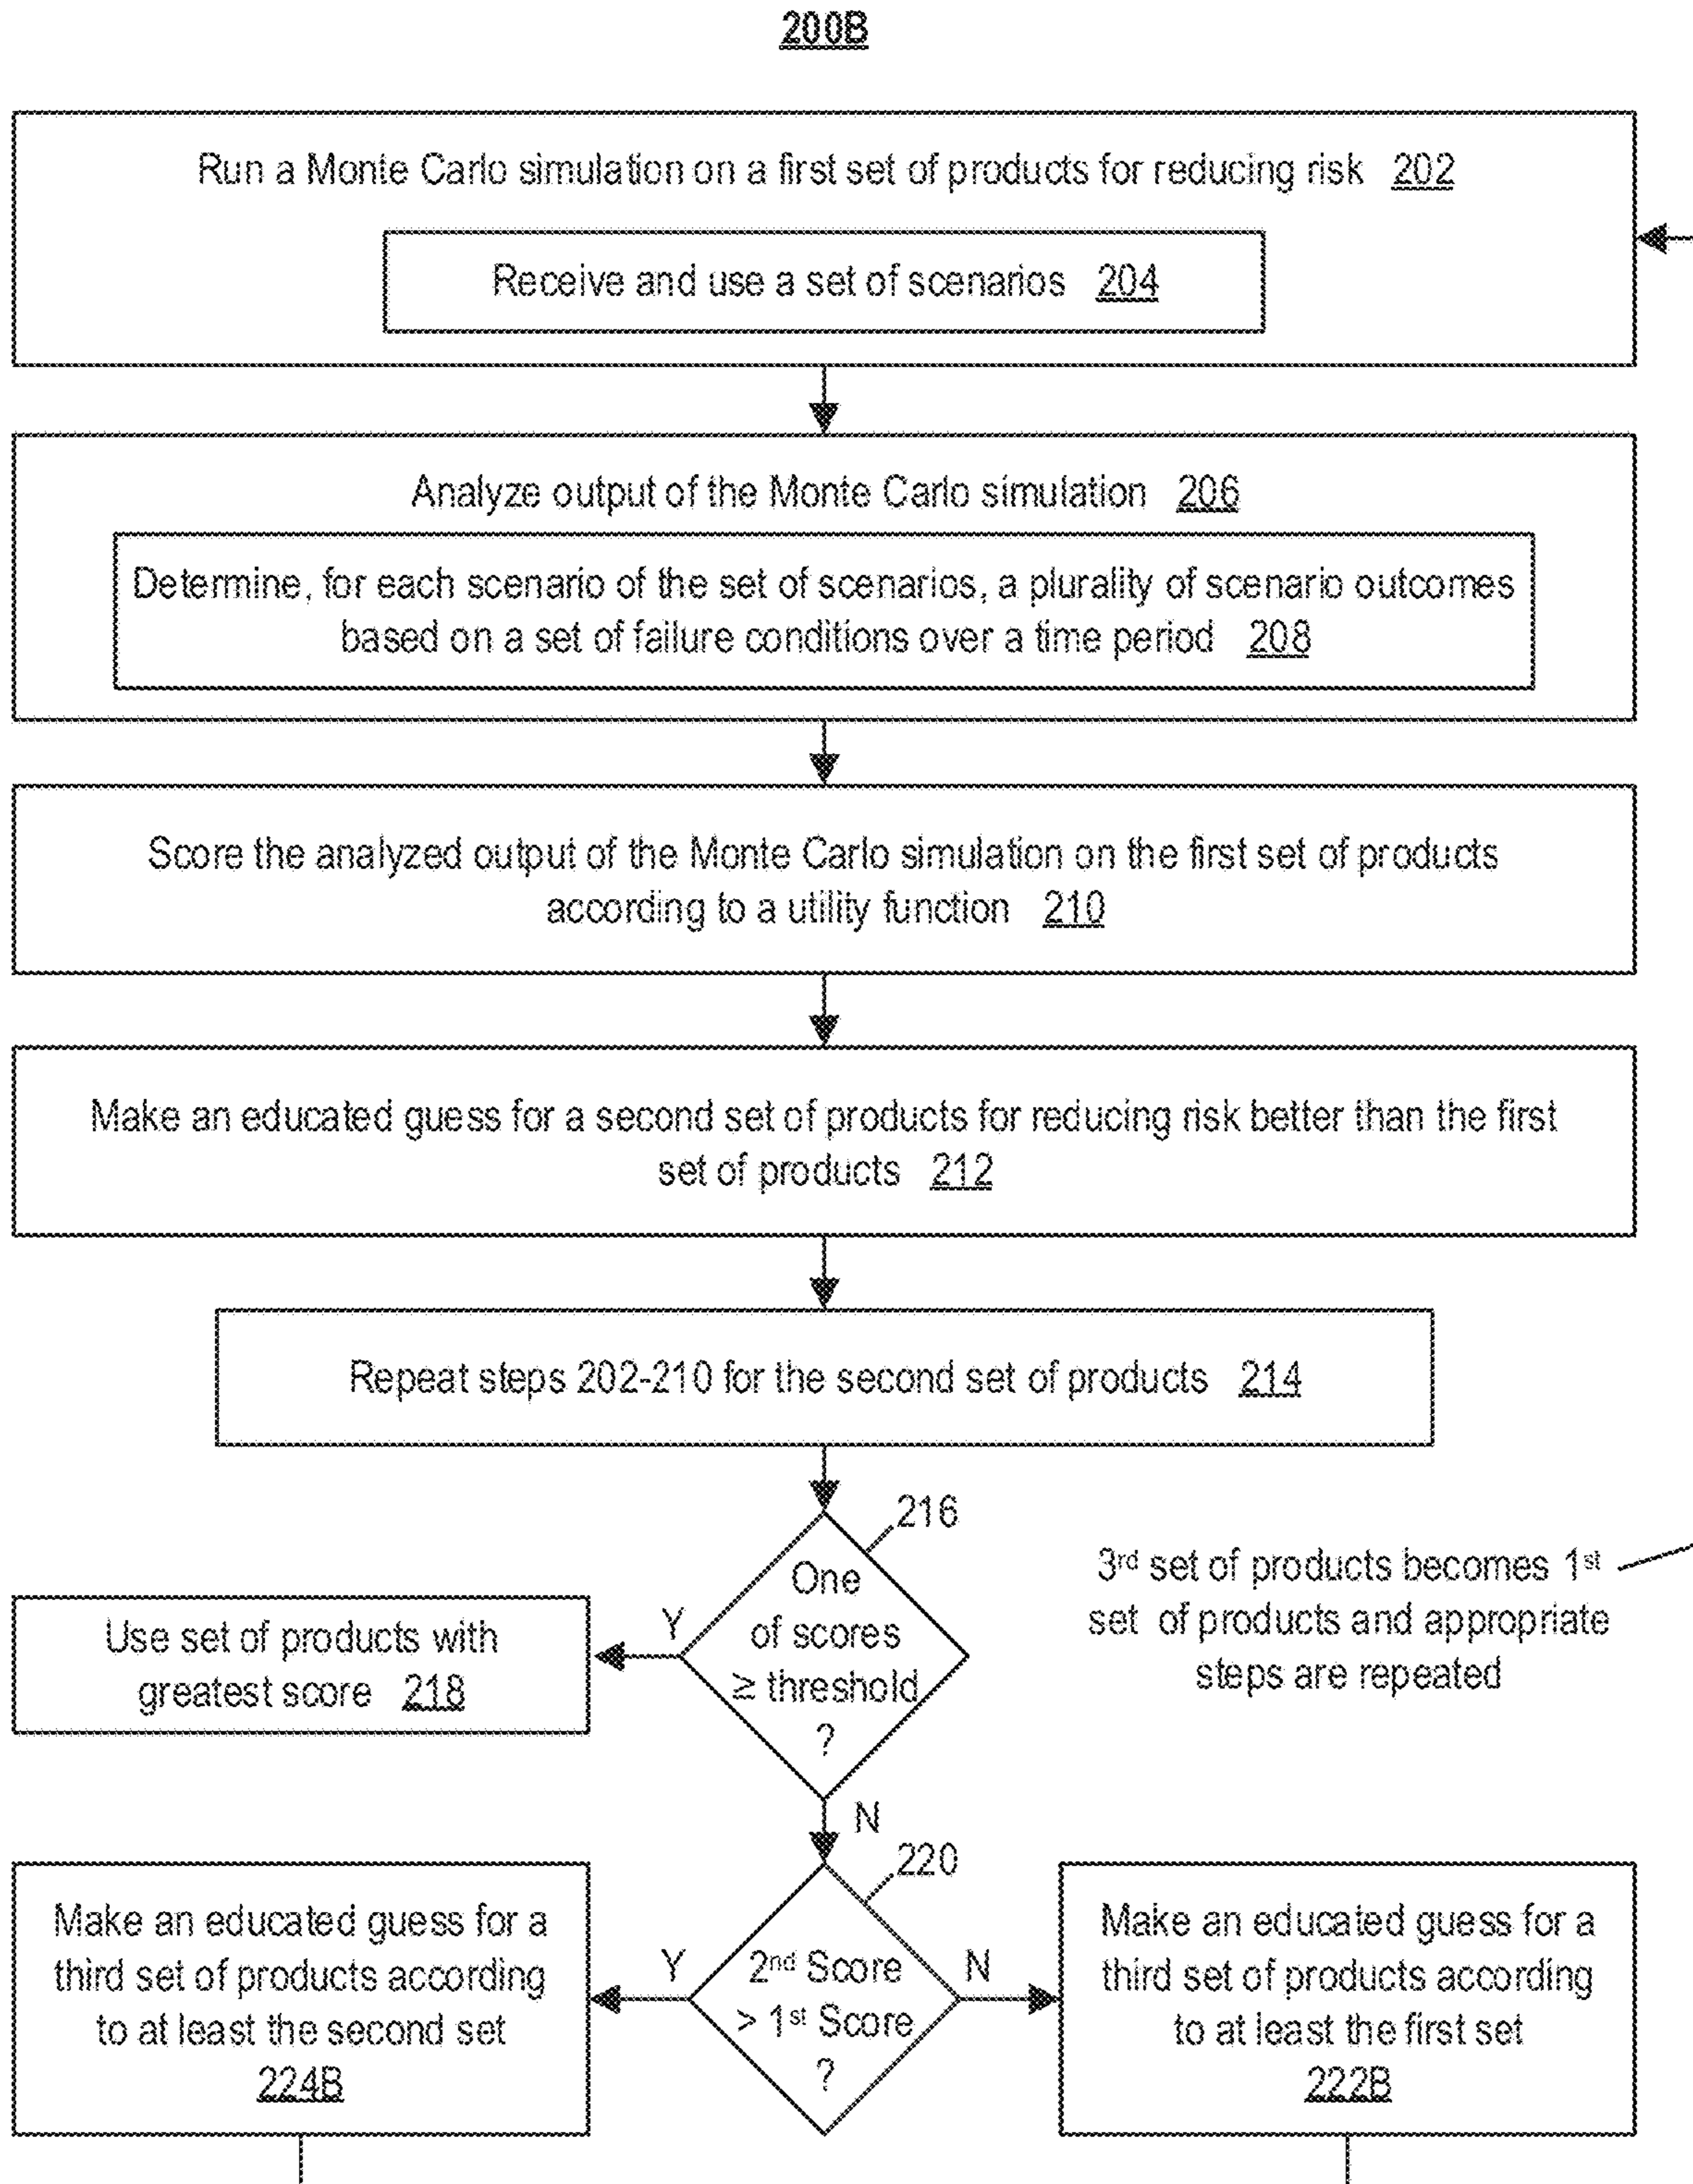 200B
Run a Monte Carlo simulation on a first set of products for reducing risk 202
Receive and use a set of scenarios 204
Analyze output of the Monte Carlo simulation 206
Determine, for each scenario of the set of scenarios, a plurality of scenario outcomes
based on a set of failure conditions over a time period 208
Score the analyzed output of the Monte Carlo simulation on the first set of products
according to a utility function 210
Make an educated guess for a second set of products for reducing risk better than the first
set of products 212
Repeat steps 202-210 for the second set of products 214
216
One
of scores
≥ threshold
?
Y
N
Use set of products with
greatest score 218
3rd set of products becomes 1st
set of products and appropriate
steps are repeated
220
2nd Score
> 1st Score
?
Y
N
Make an educated guess for a
third set of products according
to at least the second set
224B
Make an educated guess for a
third set of products according
to at least the first set
222B